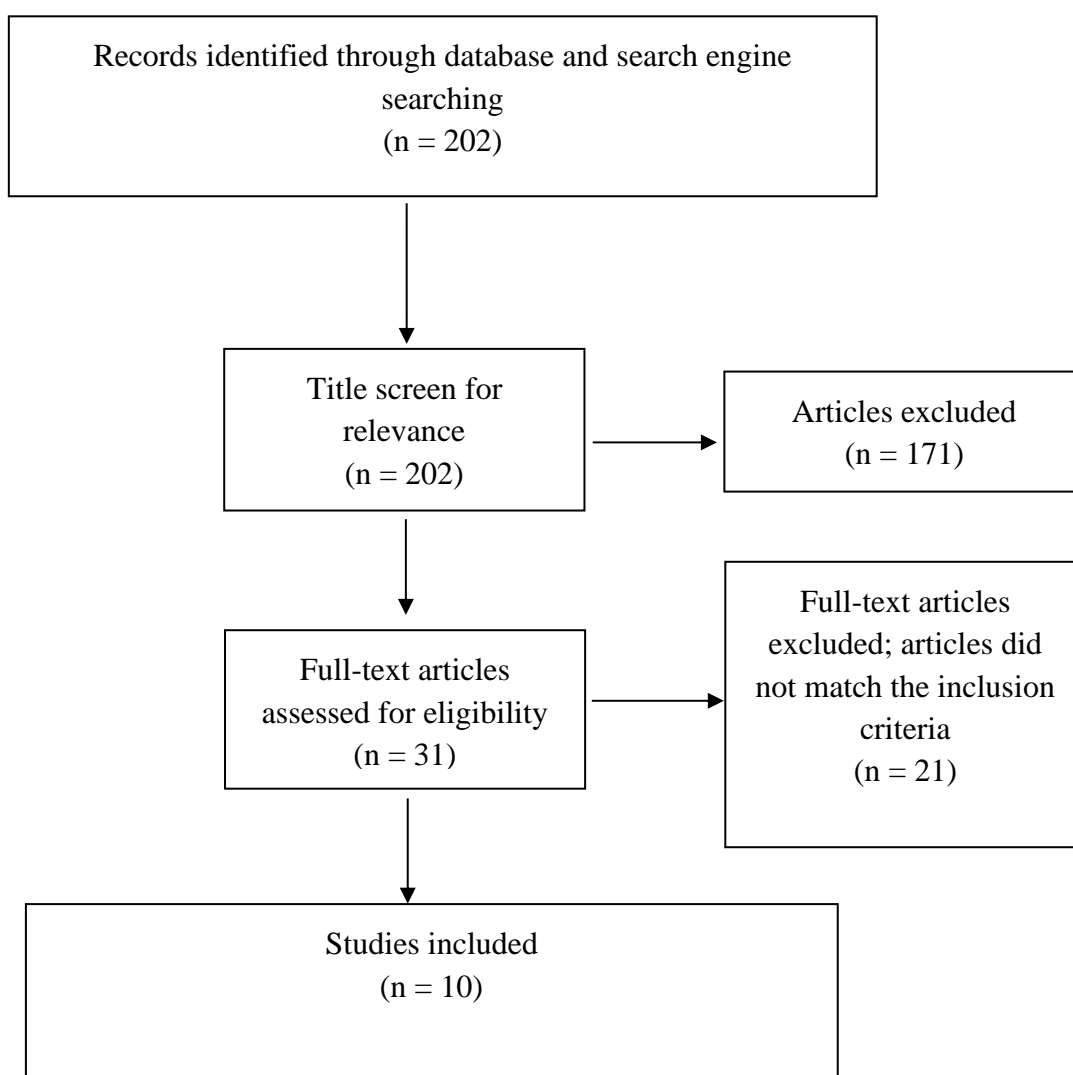 Records identified through database and search engine
searching
(n = 202)
Title screen for
relevance
(n = 202)
Articles excluded
(n = 171)
Full-text articles
assessed for eligibility
(n = 31)
Full-text articles
excluded; articles did
not match the inclusion
criteria
(n = 21)
Studies included
(n = 10)